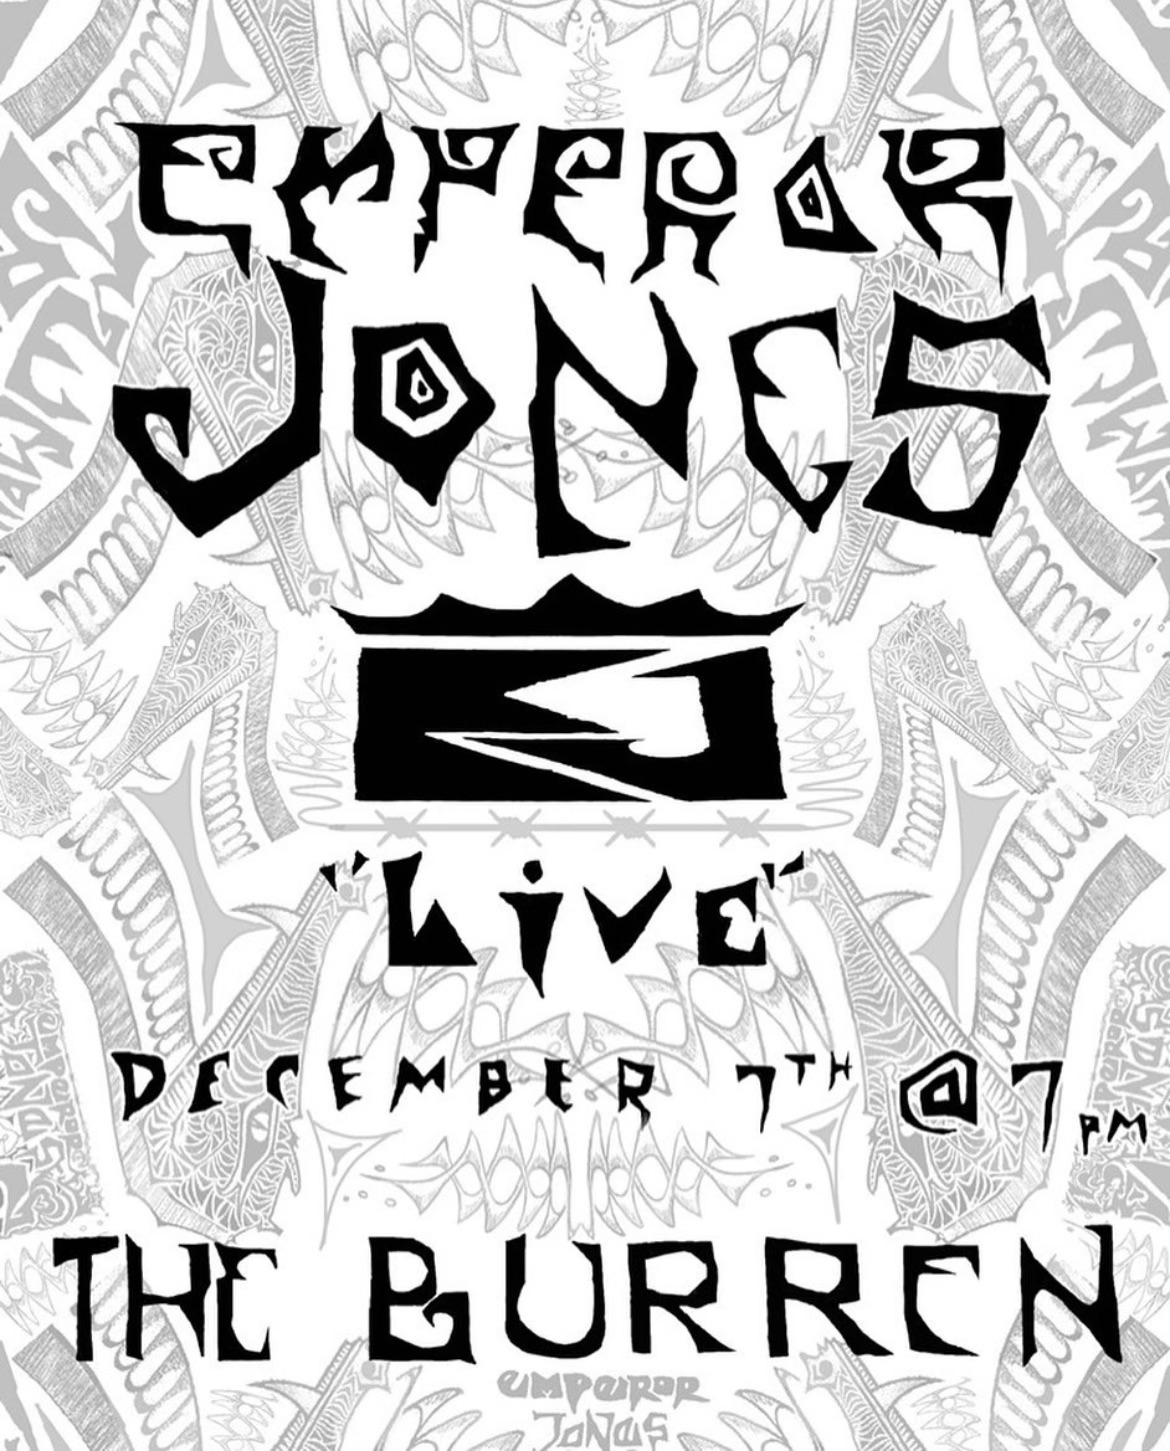 EMPEROR
JONES
"LiVE"
DECEMBER 7TH @ 7PM
THE BURREN
EMPEROR
JONES